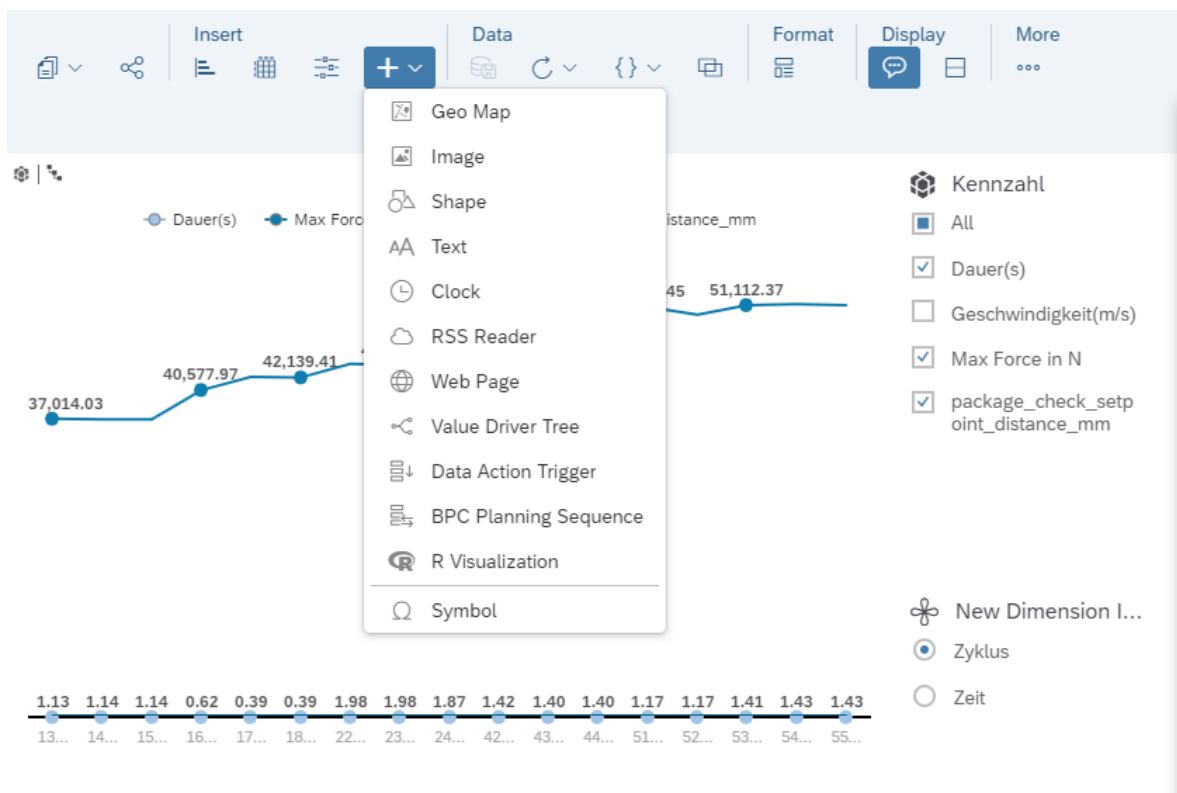 Insert
Data
Format
Display
More
Geo Map
Image
Shape
Text
Clock
RSS Reader
Web Page
Value Driver Tree
Data Action Trigger
BPC Planning Sequence
R Visualization
Symbol
Dauer(s) Max Forc istance_mm
37,014.03
40,577.97
42,139.41
45
51,112.37
1.13 1.14 1.14 0.62 0.39 0.39 1.98 1.98 1.87 1.42 1.40 1.40 1.17 1.17 1.41 1.43 1.43
13... 14... 15... 16... 17... 18... 22... 23... 24... 42... 43... 44... 51... 52... 53... 54... 55...
Kennzahl
All
Dauer(s)
Geschwindigkeit(m/s)
Max Force in N
package_check_setp
oint_distance_mm
New Dimension I...
Zyklus
Zeit